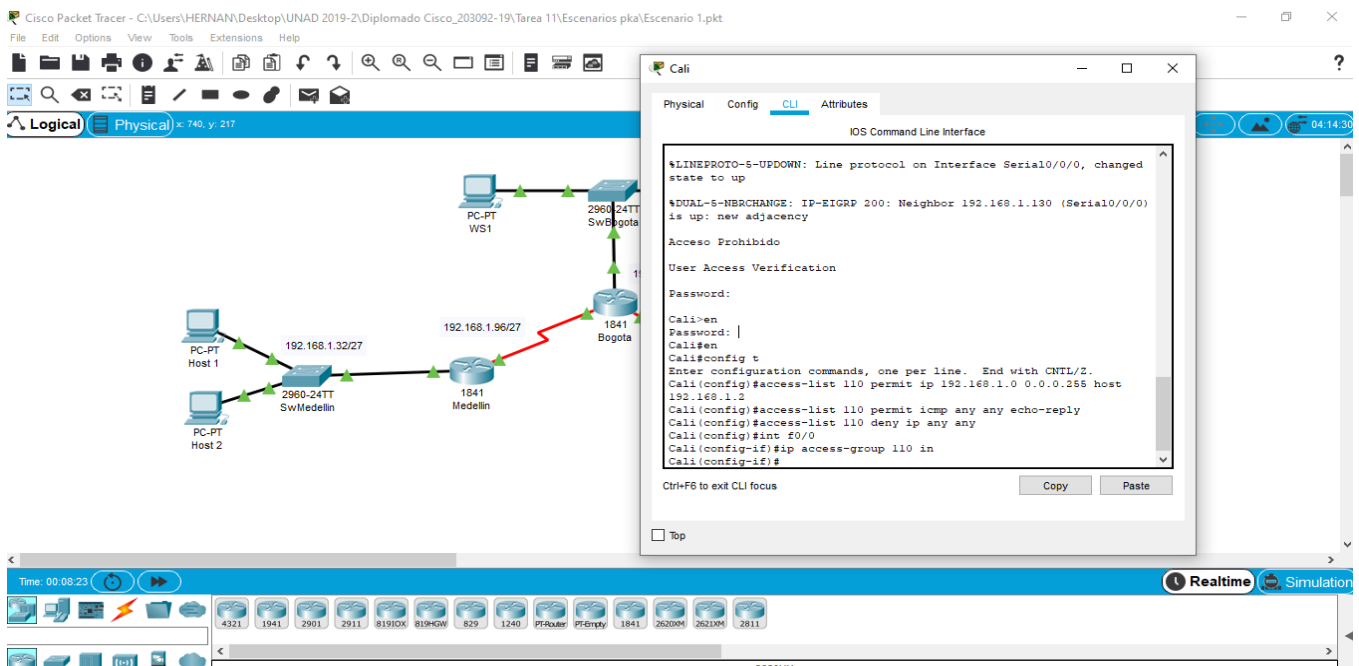 Cisco Packet Tracer - C:\Users\HERNAN\Desktop\UNAD 2019-2\Diplomado Cisco_203092-19\Tarea 11\Escenarios pka\Escenario 1.pkt
File Edit Options View Tools Extensions Help
?
Logical Physical x: 740, y: 217
04:14:30
PC-PT
WS1
2960-24TT
SwBogota
19
1841
Bogota
192.168.1.96/27
PC-PT
Host 1
192.168.1.32/27
2960-24TT
SwMedellin
1841
Medellin
PC-PT
Host 2
Cali
Physical Config CLI Attributes
IOS Command Line Interface
%LINEPROTO-5-UPDOWN: Line protocol on Interface Serial0/0/0, changed
state to up
%DUAL-5-NBRCHANGE: IP-EIGRP 200: Neighbor 192.168.1.130 (Serial0/0/0)
is up: new adjacency
Acceso Prohibido
User Access Verification
Password:
Cali>en
Password:
Cali#en
Cali#config t
Enter configuration commands, one per line. End with CNTL/Z.
Cali(config)#access-list 110 permit ip 192.168.1.0 0.0.0.255 host
192.168.1.2
Cali(config)#access-list 110 permit icmp any any echo-reply
Cali(config)#access-list 110 deny ip any any
Cali(config)#int f0/0
Cali(config-if)#ip access-group 110 in
Cali(config-if)#
Ctrl+F6 to exit CLI focus
Copy Paste
Top
Time: 00:08:23
Realtime Simulation
4321 1941 2901 2911 819IOX 819HGW 829 1240 PT-Router PT-Empty 1841 2620XM 2621XM 2811